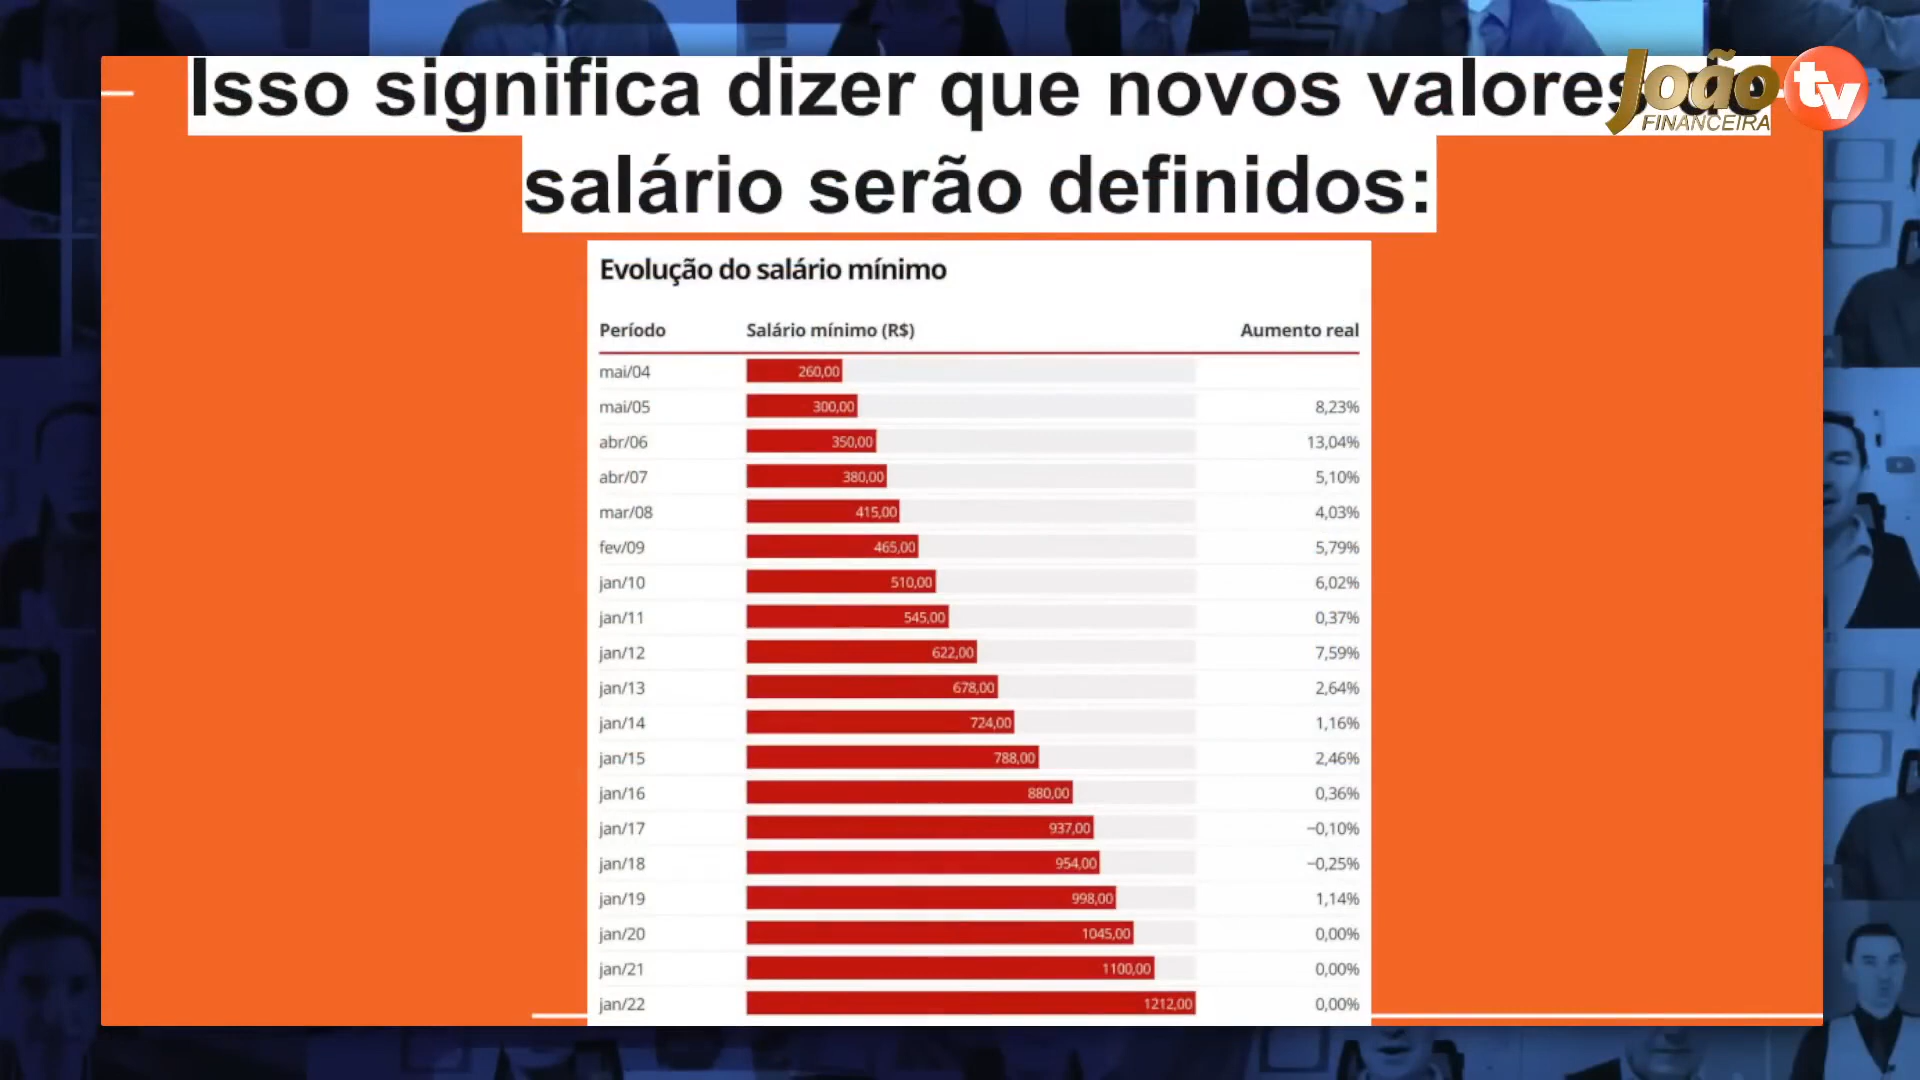 Isso significa dizer que novos valores de
João tv
FINANCEIRA
salário serão definidos:
Evolução do salário mínimo
Período Salário mínimo (R$) Aumento real
mai/04 260,00
mai/05 300,00 8,23%
abr/06 350,00 13,04%
abr/07 380,00 5,10%
mar/08 415,00 4,03%
fev/09 465,00 5,79%
jan/10 510,00 6,02%
jan/11 545,00 0,37%
jan/12 622,00 7,59%
jan/13 678,00 2,64%
jan/14 724,00 1,16%
jan/15 788,00 2,46%
jan/16 880,00 0,36%
jan/17 937,00 −0,10%
jan/18 954,00 −0,25%
jan/19 998,00 1,14%
jan/20 1045,00 0,00%
jan/21 1100,00 0,00%
jan/22 1212,00 0,00%